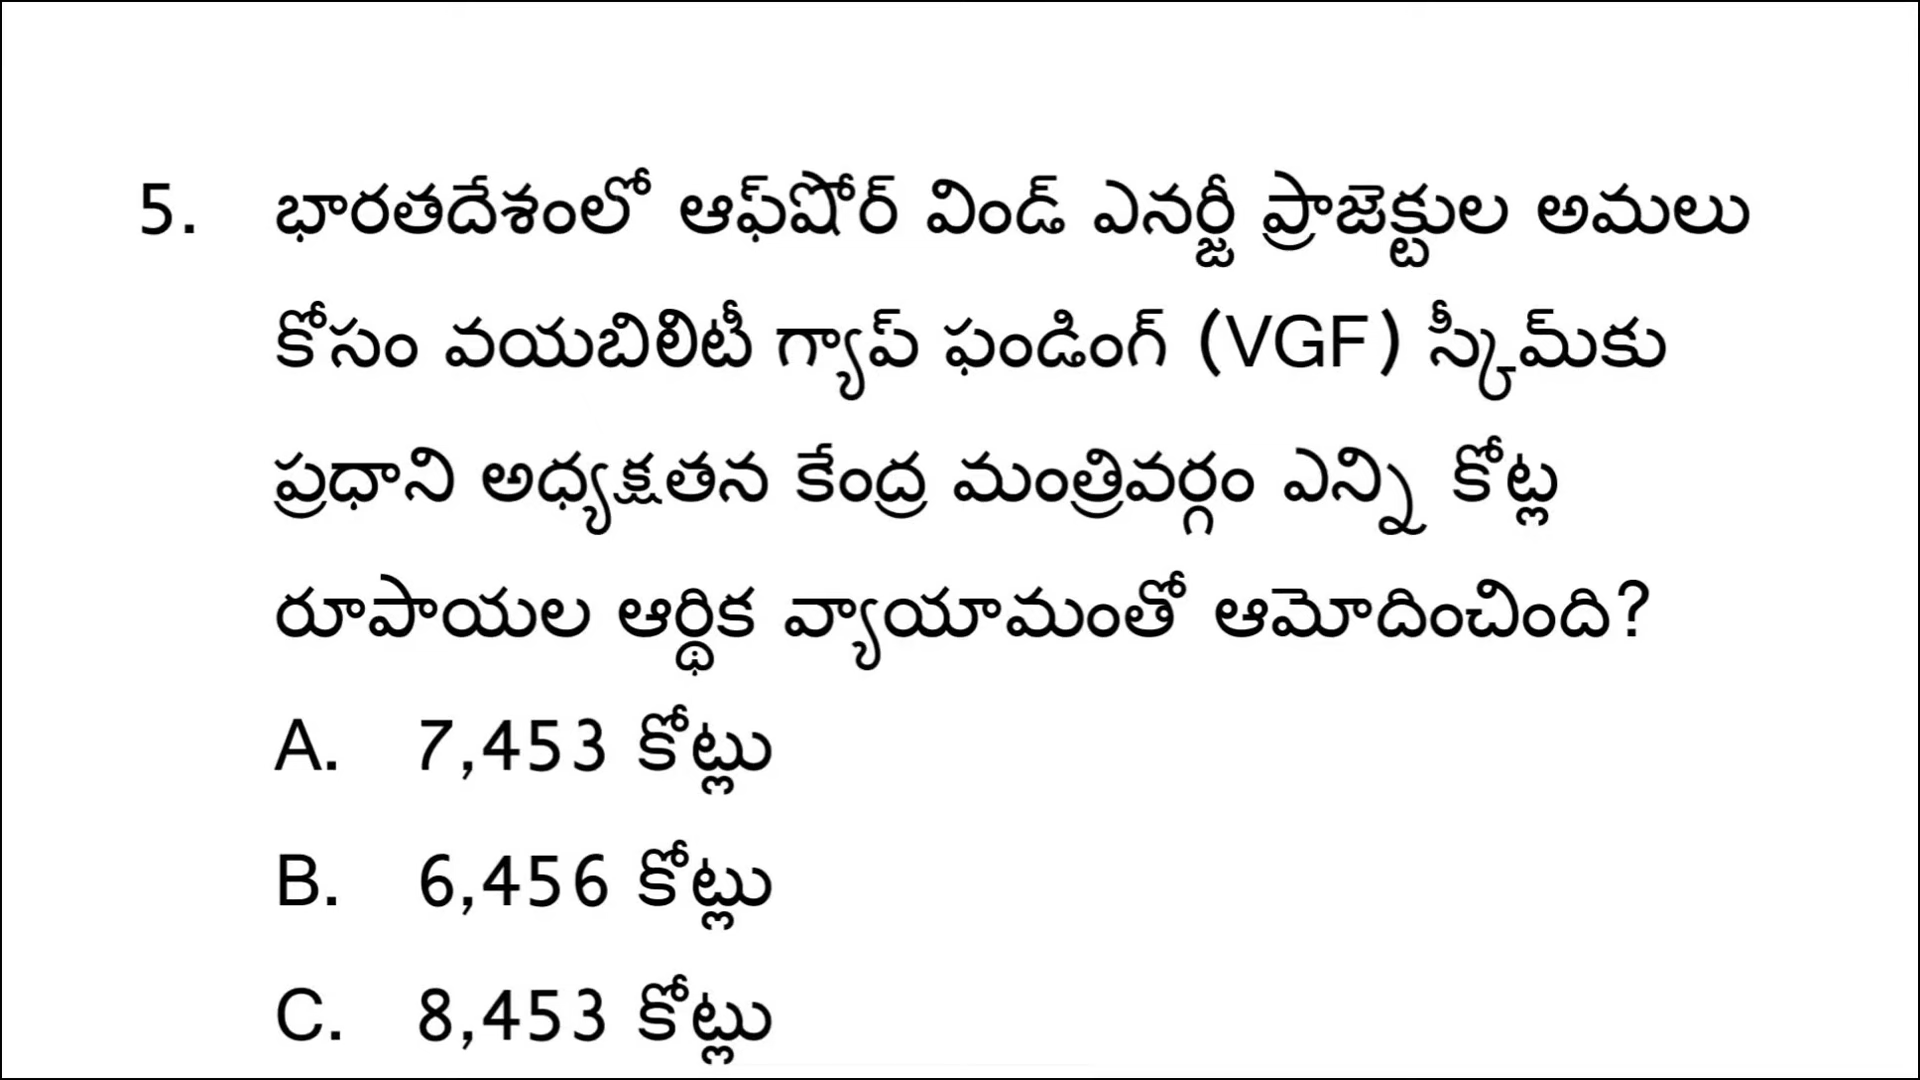 5. భారతదేశంలో ఆఫ్‌షోర్ విండ్ ఎనర్జీ ప్రాజెక్టుల అమలు
కోసం వయబిలిటీ గ్యాప్ ఫండింగ్ (VGF) స్కీమ్‌కు
ప్రధాని అధ్యక్షతన కేంద్ర మంత్రివర్గం ఎన్ని కోట్ల
రూపాయల ఆర్థిక వ్యాయామంతో ఆమోదించింది?
A. 7,453 కోట్లు
B. 6,456 కోట్లు
C. 8,453 కోట్లు